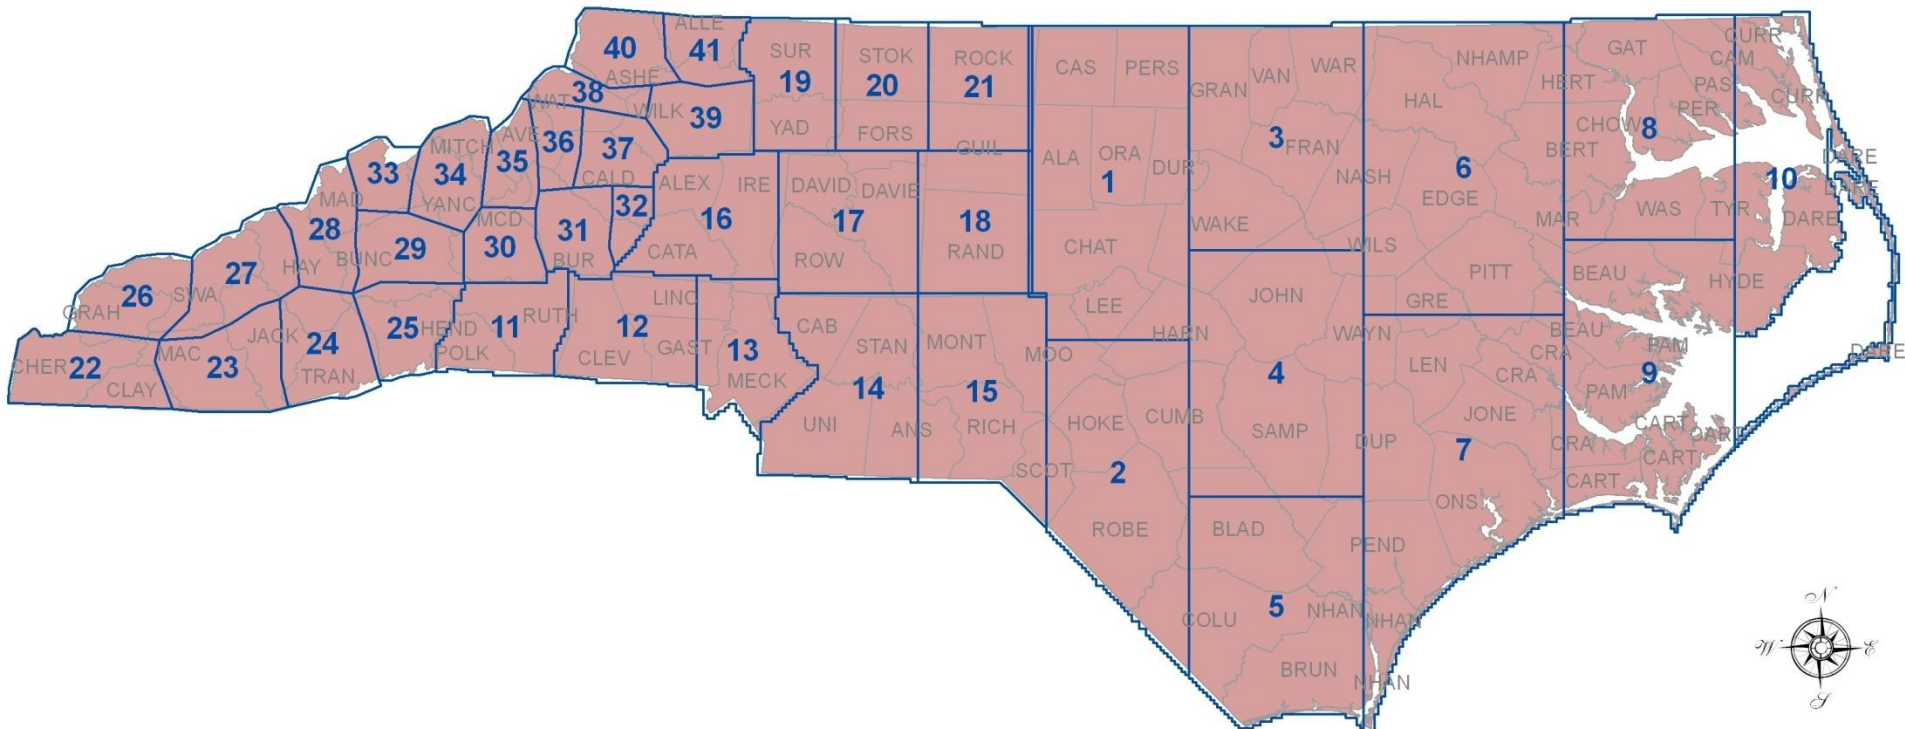 ALLE
40
41
ASHE
SUR
19
YAD
STOK
20
FORS
ROCK
21
GUIL
CAS
PERS
GRAN
VAN
WAR
NHAMP
HERT
GAT
CURR
CAM
PAS
PER
CURR
WAT
38
WILK
39
HAL
CHOW
8
BERT
AVE
36
37
CALD
MITCH
35
33
34
YANC
MAD
ALA
ORA
1
DUR
3
FRAN
NASH
6
EDGE
MAR
WAS
TYR
10
DARE
DARE
DARE
ALEX
IRE
16
CATA
DAVID
DAVIE
17
ROW
18
RAND
WAKE
WILS
28
HAY
BUNC
29
MCD
30
31
BUR
32
27
SWA
26
GRAH
CHAT
LEE
HARN
JOHN
WAYN
PITT
GRE
BEAU
HYDE
BEAU
JACK
24
TRAN
25
HEND
POLK
11
RUTH
LINC
12
CLEV
GAST
13
MECK
CAB
STAN
14
UNI
ANS
MONT
15
RICH
MOO
SCOT
CHER
22
CLAY
MAC
23
HOKE
CUMB
2
ROBE
4
SAMP
DUP
LEN
CRA
CRA
JONE
7
ONS
PAM
PAM
9
CRA
CART
CART
CART
CART
DARE
BLAD
PEND
COLU
5
NHAN
NHAN
BRUN
NHAN
N
W
E
S